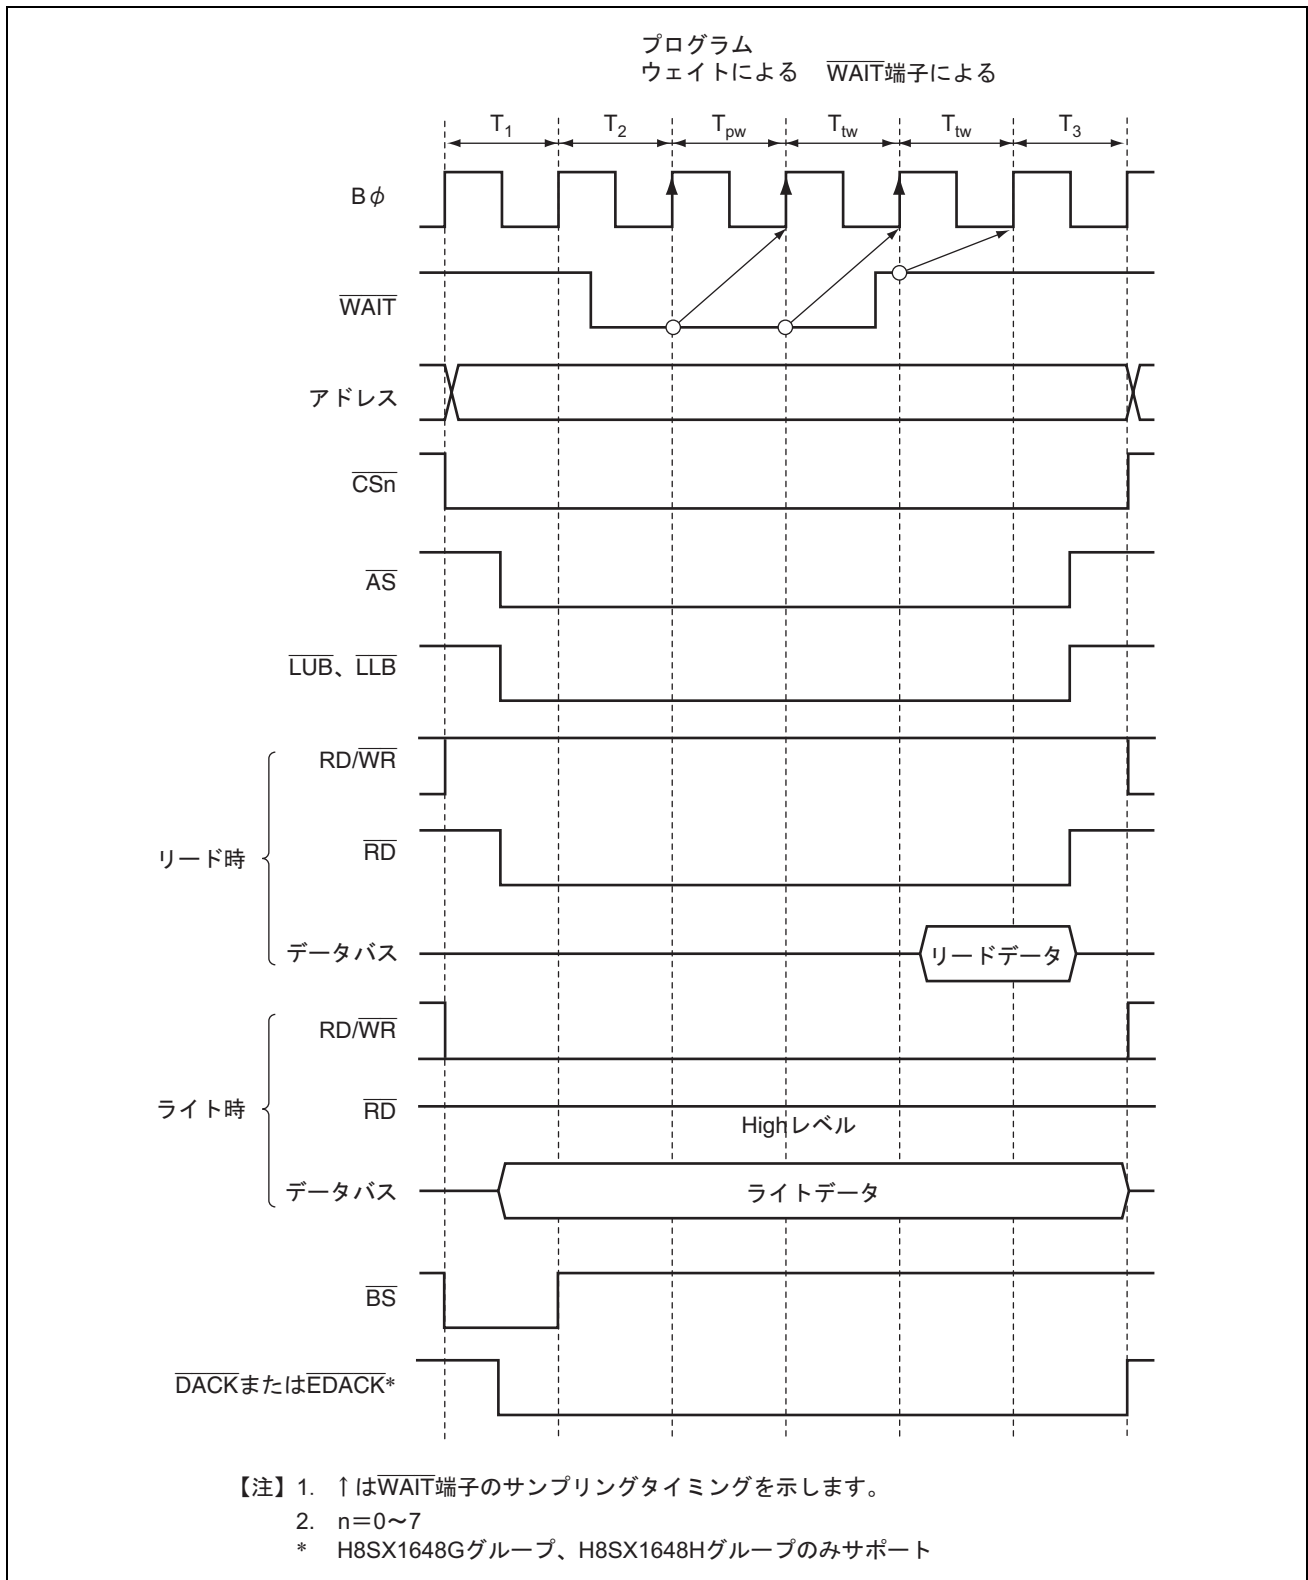 プログラム
ウェイトによる WAIT端子による
T1 T2 Tpw Ttw Ttw T3
Bφ
WAIT
アドレス
CSn
AS
LUB、LLB
リード時
RD/WR
RD
データバス
リードデータ
ライト時
RD/WR
RD
Highレベル
データバス
ライトデータ
BS
DACKまたはEDACK*
【注】1. ↑はWAIT端子のサンプリングタイミングを示します。
2. n＝0～7
* H8SX1648Gグループ、H8SX1648Hグループのみサポート